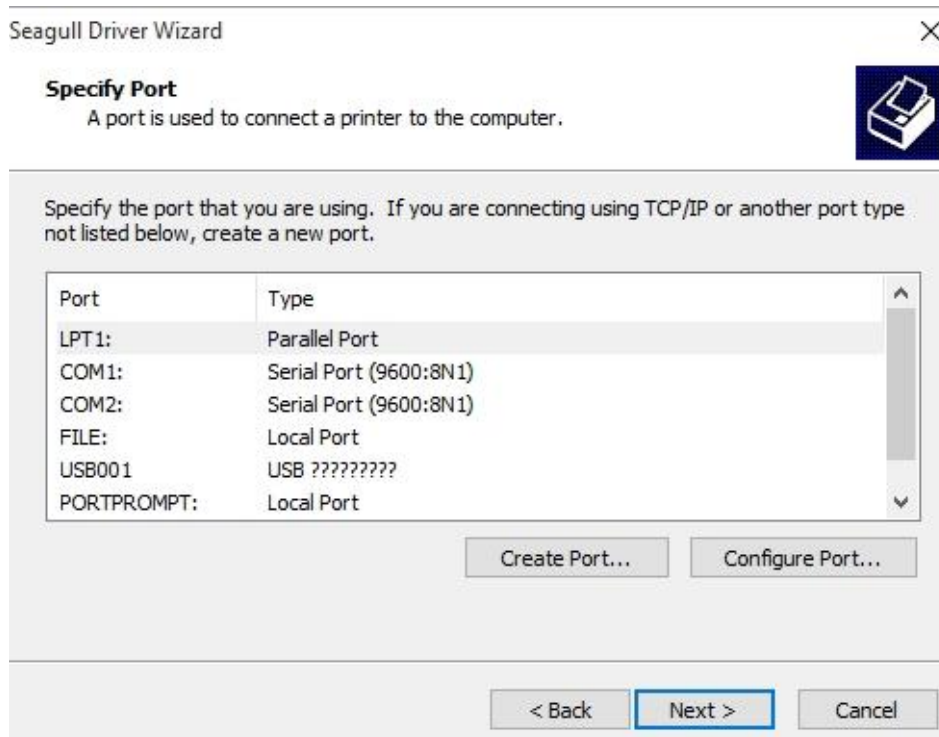 Seagull Driver Wizard
Specify Port
A port is used to connect a printer to the computer.
Specify the port that you are using. If you are connecting using TCP/IP or another port type
not listed below, create a new port.
Port Type
LPT1: Parallel Port
COM1: Serial Port (9600:8N1)
COM2: Serial Port (9600:8N1)
FILE: Local Port
USB001 USB ?????????
PORTPROMPT: Local Port
Create Port... Configure Port...
< Back Next > Cancel